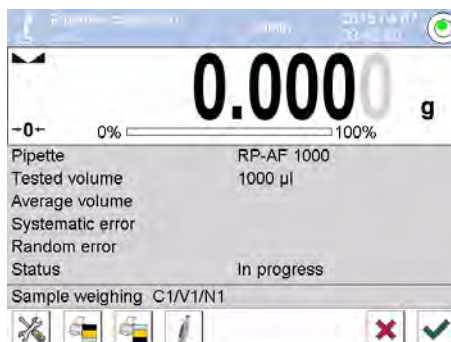 0.0000 g
→0←
0% 100%
Pipette RP-AF 1000
Tested volume 1000 µl
Average volume
Systematic error
Random error
Status In progress
Sample weighing C1/V1/N1